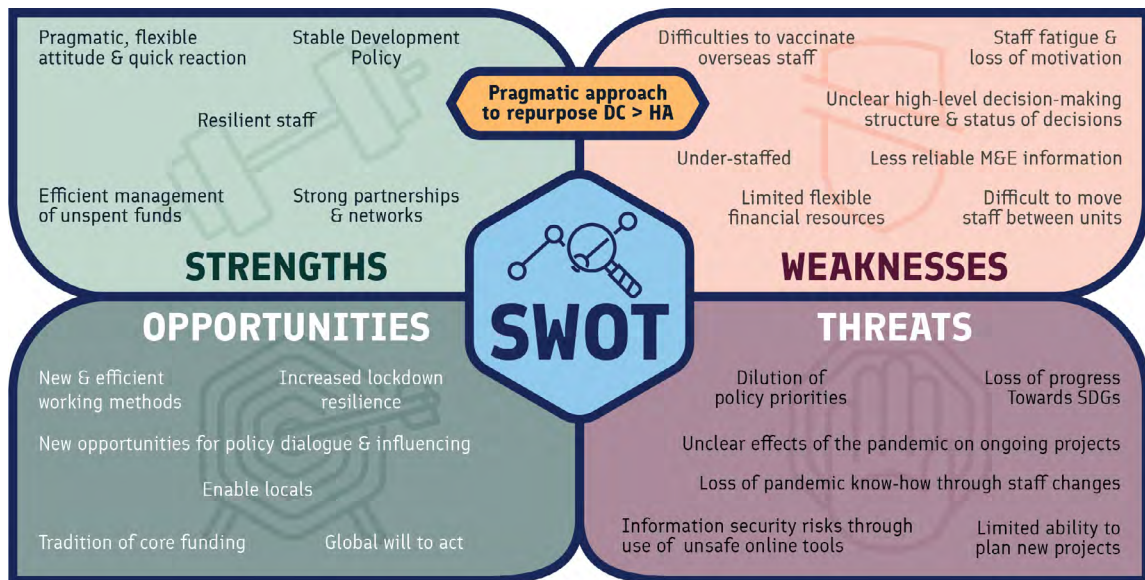 Pragmatic, flexible
attitude & quick reaction
Stable Development
Policy
Resilient staff
Efficient management
of unspent funds
Strong partnerships
& networks
STRENGTHS
Pragmatic approach
to repurpose DC > HA
Difficulties to vaccinate
overseas staff
Staff fatigue &
loss of motivation
Unclear high-level decision-making
structure & status of decisions
Under-staffed
Less reliable M&E information
Limited flexible
financial resources
Difficult to move
staff between units
WEAKNESSES
SWOT
OPPORTUNITIES
New & efficient
working methods
Increased lockdown
resilience
New opportunities for policy dialogue & influencing
Enable locals
Tradition of core funding
Global will to act
THREATS
Dilution of
policy priorities
Loss of progress
Towards SDGs
Unclear effects of the pandemic on ongoing projects
Loss of pandemic know-how through staff changes
Information security risks through
use of unsafe online tools
Limited ability to
plan new projects